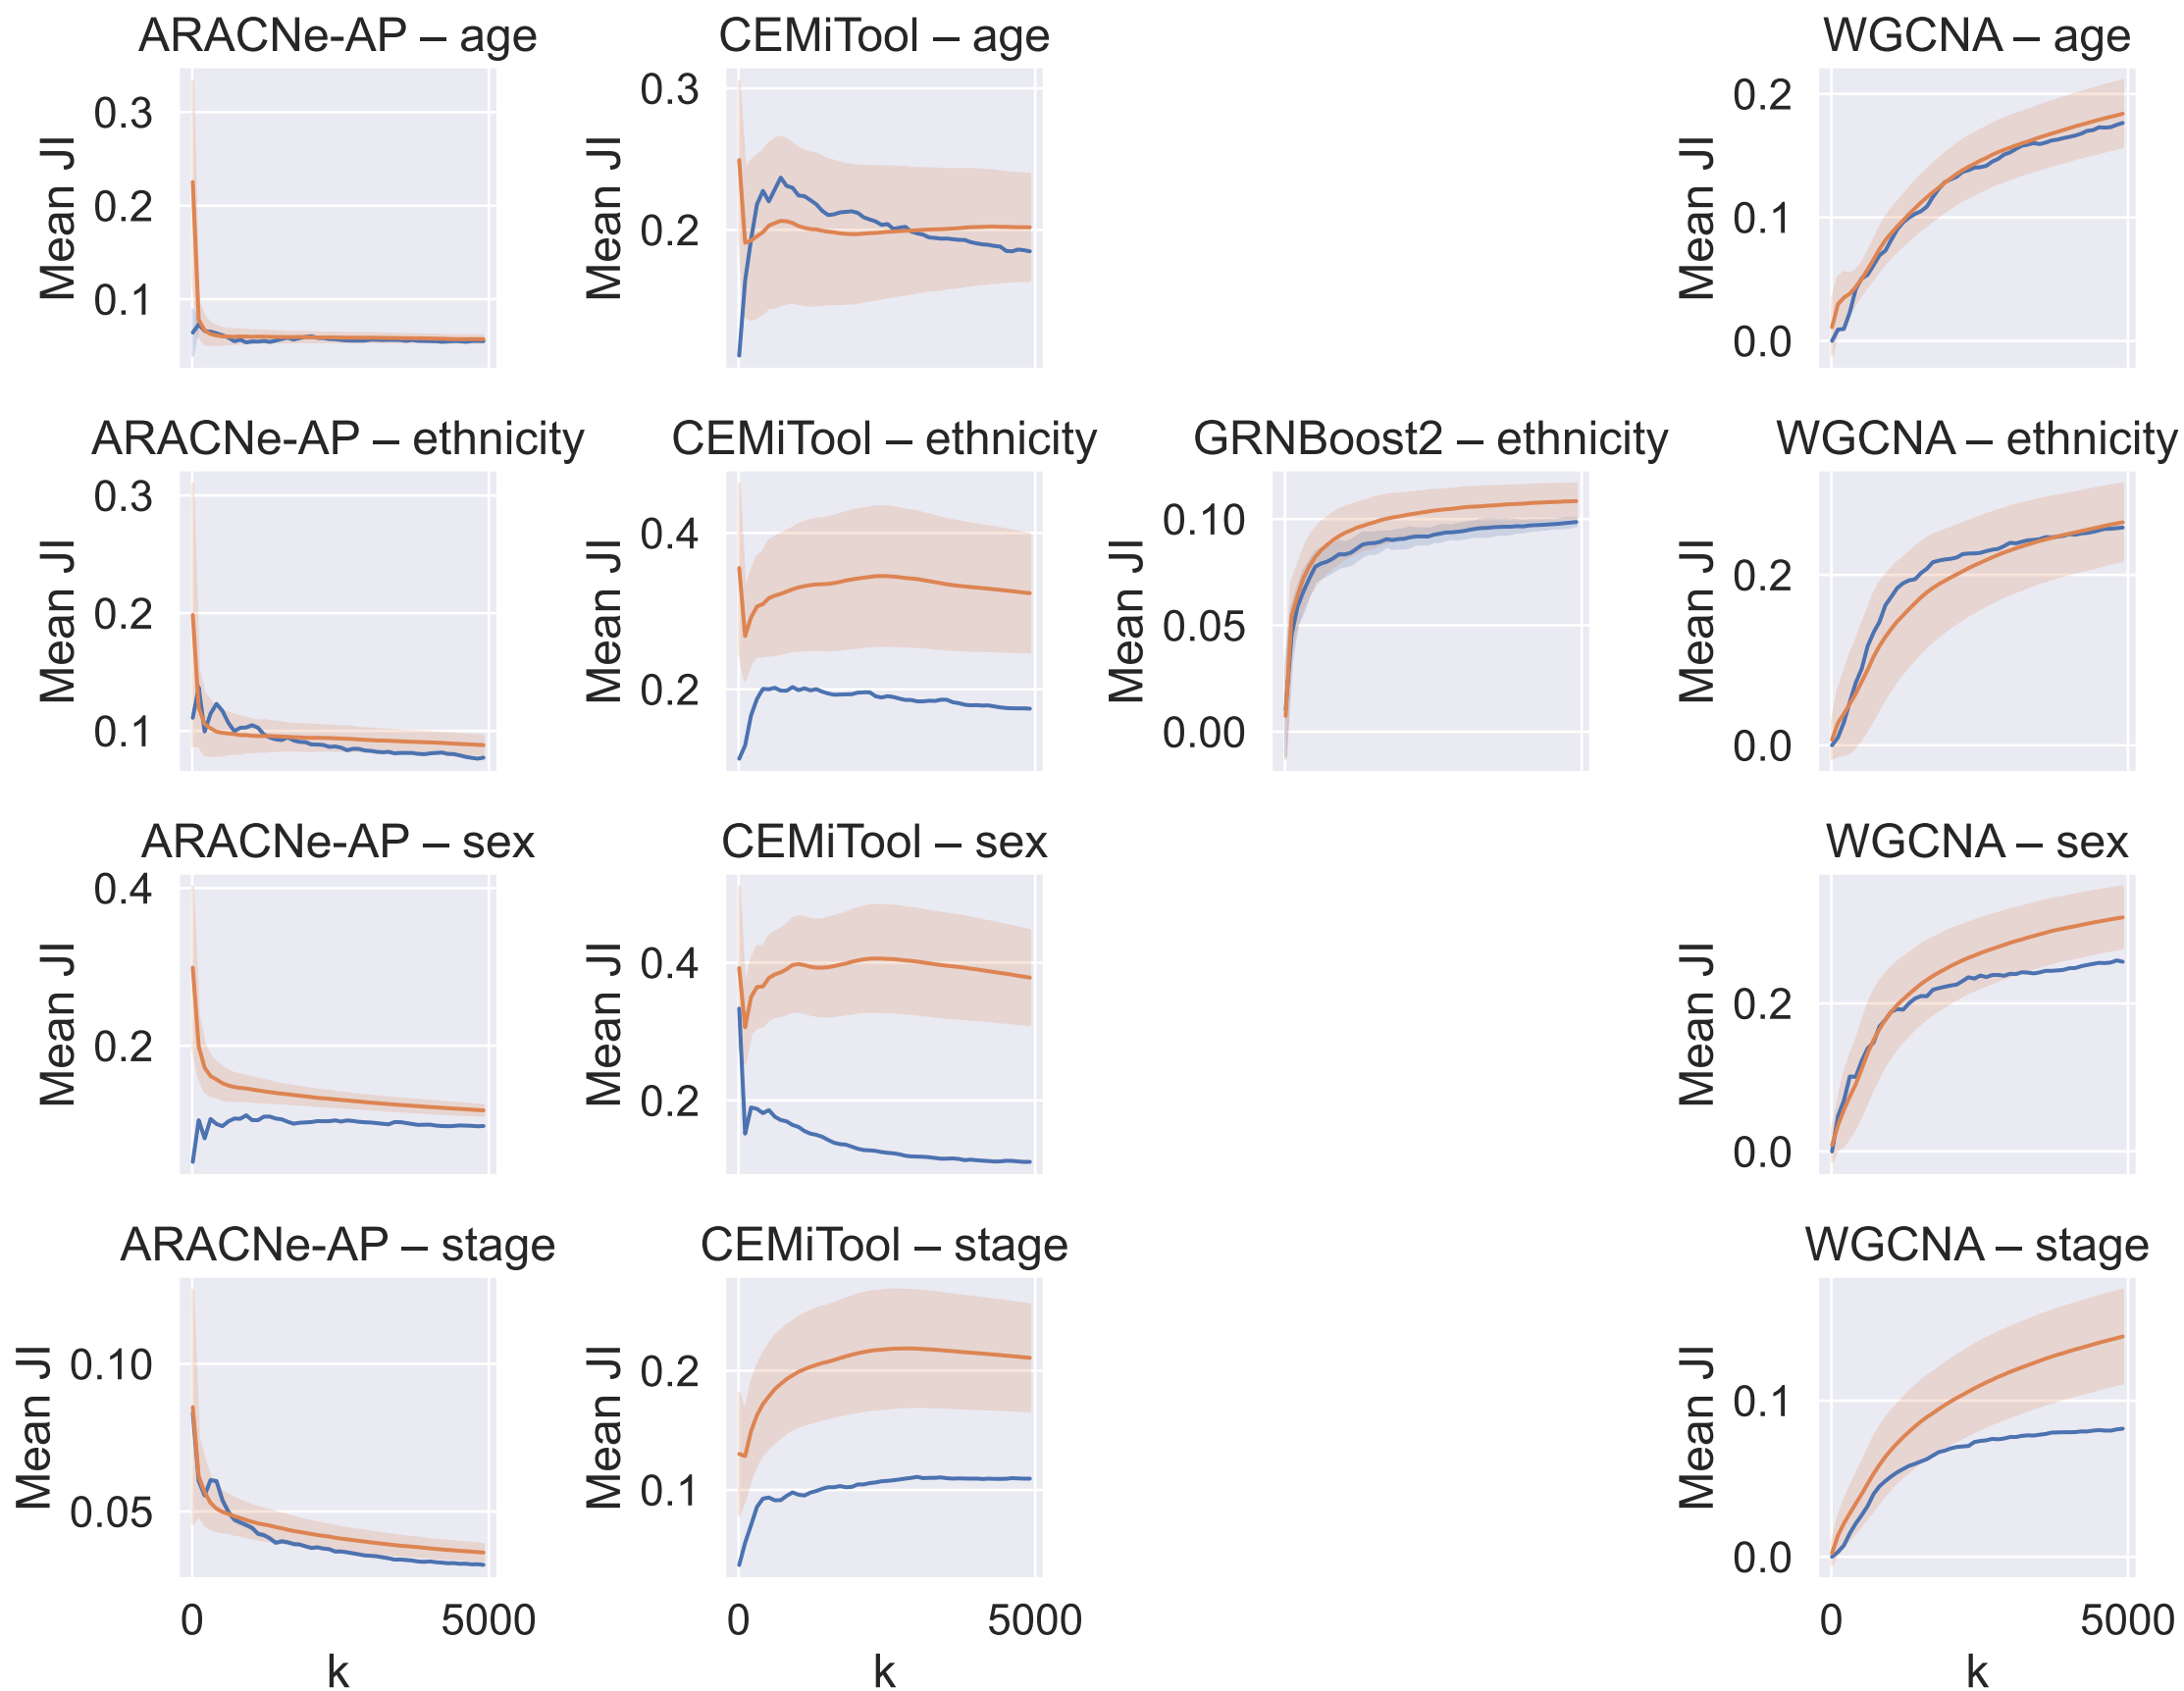 ARACNe-AP – age
CEMiTool – age
WGCNA – age
Mean JI
0.3
0.2
0.1
Mean JI
0.3
0.2
Mean JI
0.2
0.1
0.0
ARACNe-AP – ethnicity
CEMiTool – ethnicity
GRNBoost2 – ethnicity
WGCNA – ethnicity
Mean JI
0.3
0.2
0.1
Mean JI
0.4
0.2
Mean JI
0.10
0.05
0.00
Mean JI
0.2
0.0
ARACNe-AP – sex
CEMiTool – sex
WGCNA – sex
Mean JI
0.4
0.2
Mean JI
0.4
0.2
Mean JI
0.2
0.0
ARACNe-AP – stage
CEMiTool – stage
WGCNA – stage
Mean JI
0.10
0.05
Mean JI
0.2
0.1
Mean JI
0.1
0.0
0 5000
0 5000
0 5000
k
k
k